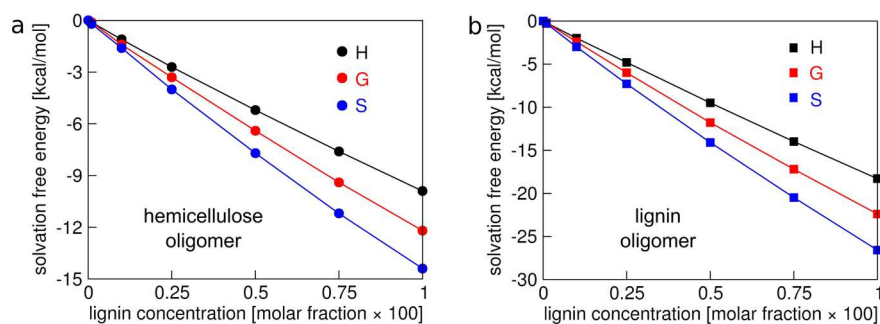 a
solvation free energy [kcal/mol]
0
-3
-6
-9
-12
-15
H
G
S
hemicellulose
oligomer
0 0.25 0.5 0.75 1
lignin concentration [molar fraction × 100]
b
solvation free energy [kcal/mol]
0
-5
-10
-15
-20
-25
-30
H
G
S
lignin
oligomer
0 0.25 0.5 0.75 1
lignin concentration [molar fraction × 100]